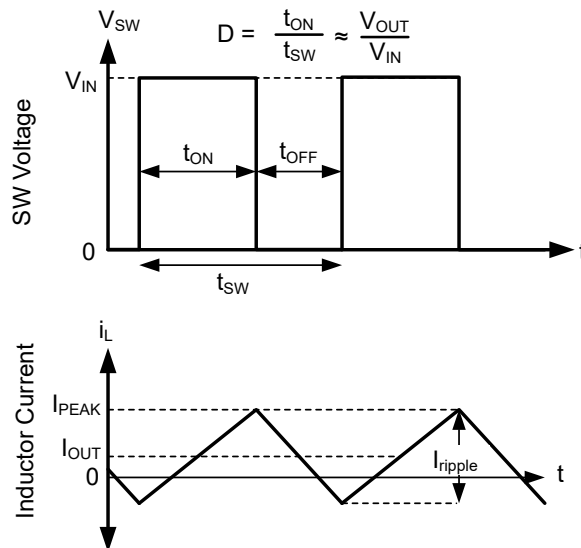 V_SW
D = t_ON / t_SW ≈ V_OUT / V_IN
V_IN
t_ON
t_OFF
SW Voltage
0
t
t_SW
i_L
I_PEAK
I_OUT
0
I_ripple
t
Inductor Current